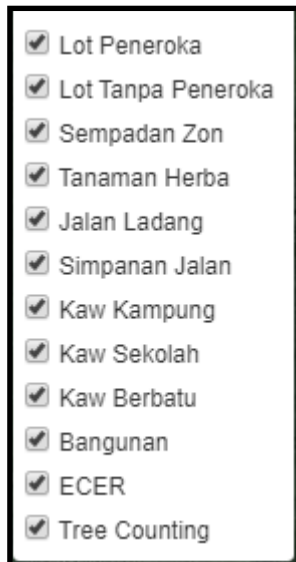 Lot Peneroka
Lot Tanpa Peneroka
Sempadan Zon
Tanaman Herba
Jalan Ladang
Simpanan Jalan
Kaw Kampung
Kaw Sekolah
Kaw Berbatu
Bangunan
ECER
Tree Counting